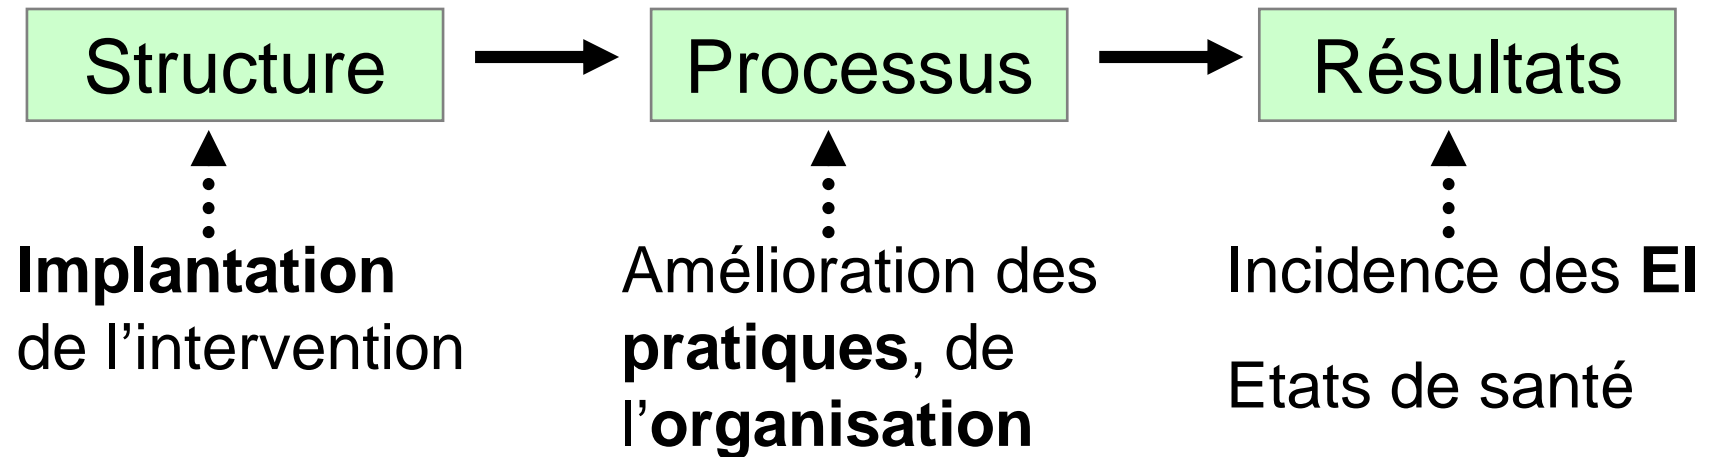 Structure
Processus
Résultats
Implantation
de l’intervention
Amélioration des
pratiques, de
l’organisation
Incidence des EI
Etats de santé